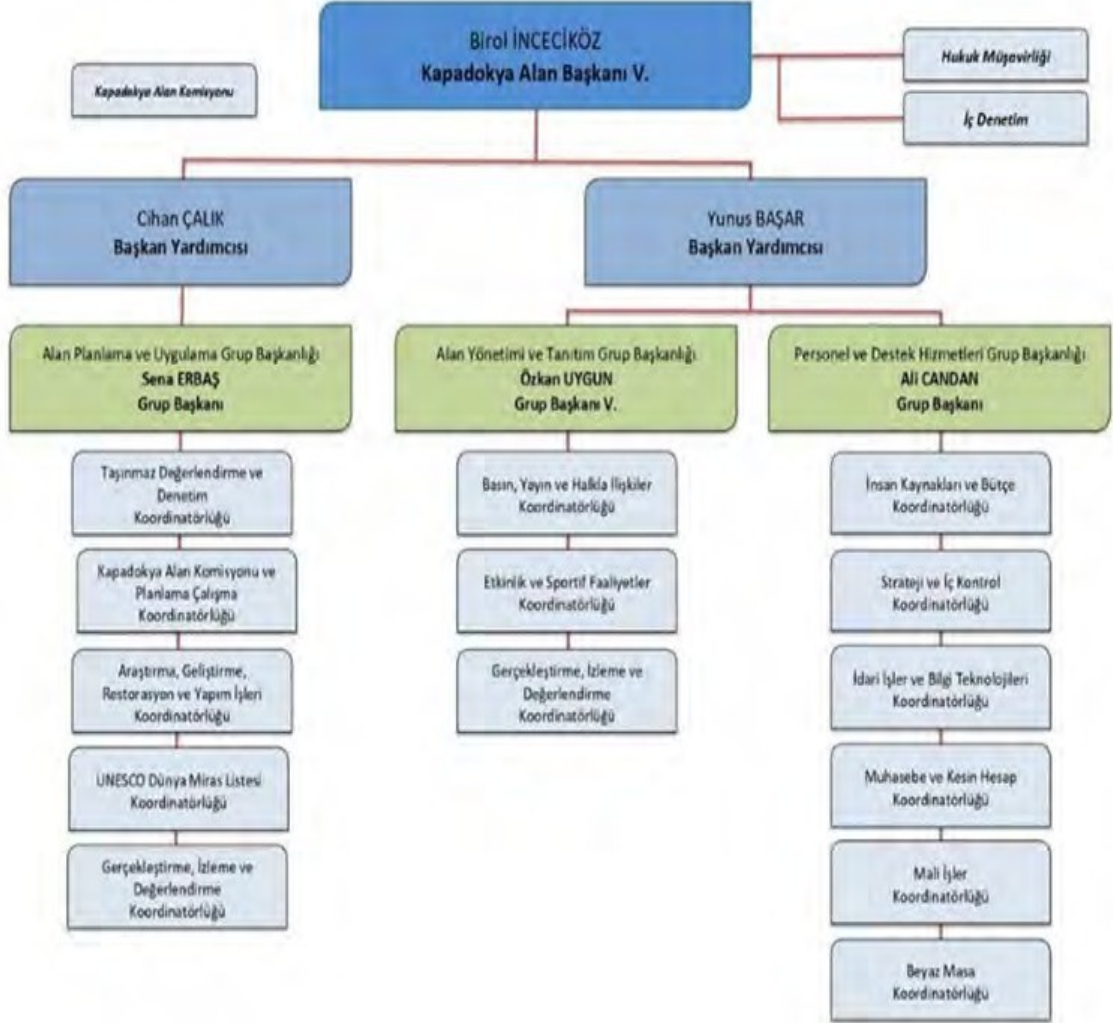 Birol İNCECİKÖZ
Kapadokya Alan Başkanı V.
Kapadokya Alan Komisyonu
Hukuk Müşavirliği
İç Denetim
Cihan ÇALIK
Başkan Yardımcısı
Yunus BAŞAR
Başkan Yardımcısı
Alan Planlama ve Uygulama Grup Başkanlığı
Sena ERBAŞ
Grup Başkanı
Alan Yönetimi ve Tanıtım Grup Başkanlığı
Özkan UYGUN
Grup Başkanı V.
Personel ve Destek Hizmetleri Grup Başkanlığı
Ali CANDAN
Grup Başkanı
Taşınmaz Değerlendirme ve
Denetim
Koordinatörlüğü
Kapadokya Alan Komisyonu ve
Planlama Çalışma
Koordinatörlüğü
Araştırma, Geliştirme,
Restorasyon ve Yapım İşleri
Koordinatörlüğü
UNESCO Dünya Miras Listesi
Koordinatörlüğü
Gerçekleştirme, İzleme ve
Değerlendirme
Koordinatörlüğü
Basın, Yayın ve Halkla İlişkiler
Koordinatörlüğü
Etkinlik ve Sportif Faaliyetler
Koordinatörlüğü
Gerçekleştirme, İzleme ve
Değerlendirme
Koordinatörlüğü
İnsan Kaynakları ve Bütçe
Koordinatörlüğü
Strateji ve İç Kontrol
Koordinatörlüğü
İdari İşler ve Bilgi Teknolojileri
Koordinatörlüğü
Muhasebe ve Kesin Hesap
Koordinatörlüğü
Mali İşler
Koordinatörlüğü
Beyaz Masa
Koordinatörlüğü